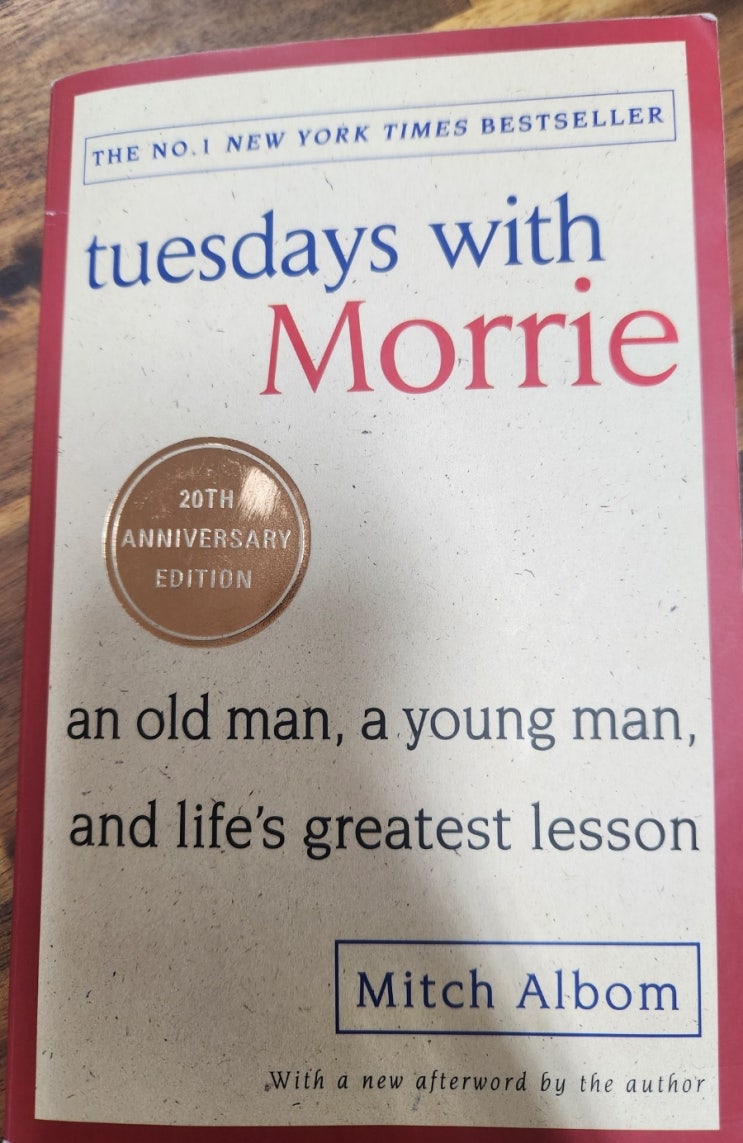 THE NO.1 NEW YORK TIMES BESTSELLER
tuesdays with
Morrie
20TH
ANNIVERSARY
EDITION
an old man, a young man,
and life's greatest lesson
Mitch Albom
With a new afterword by the author